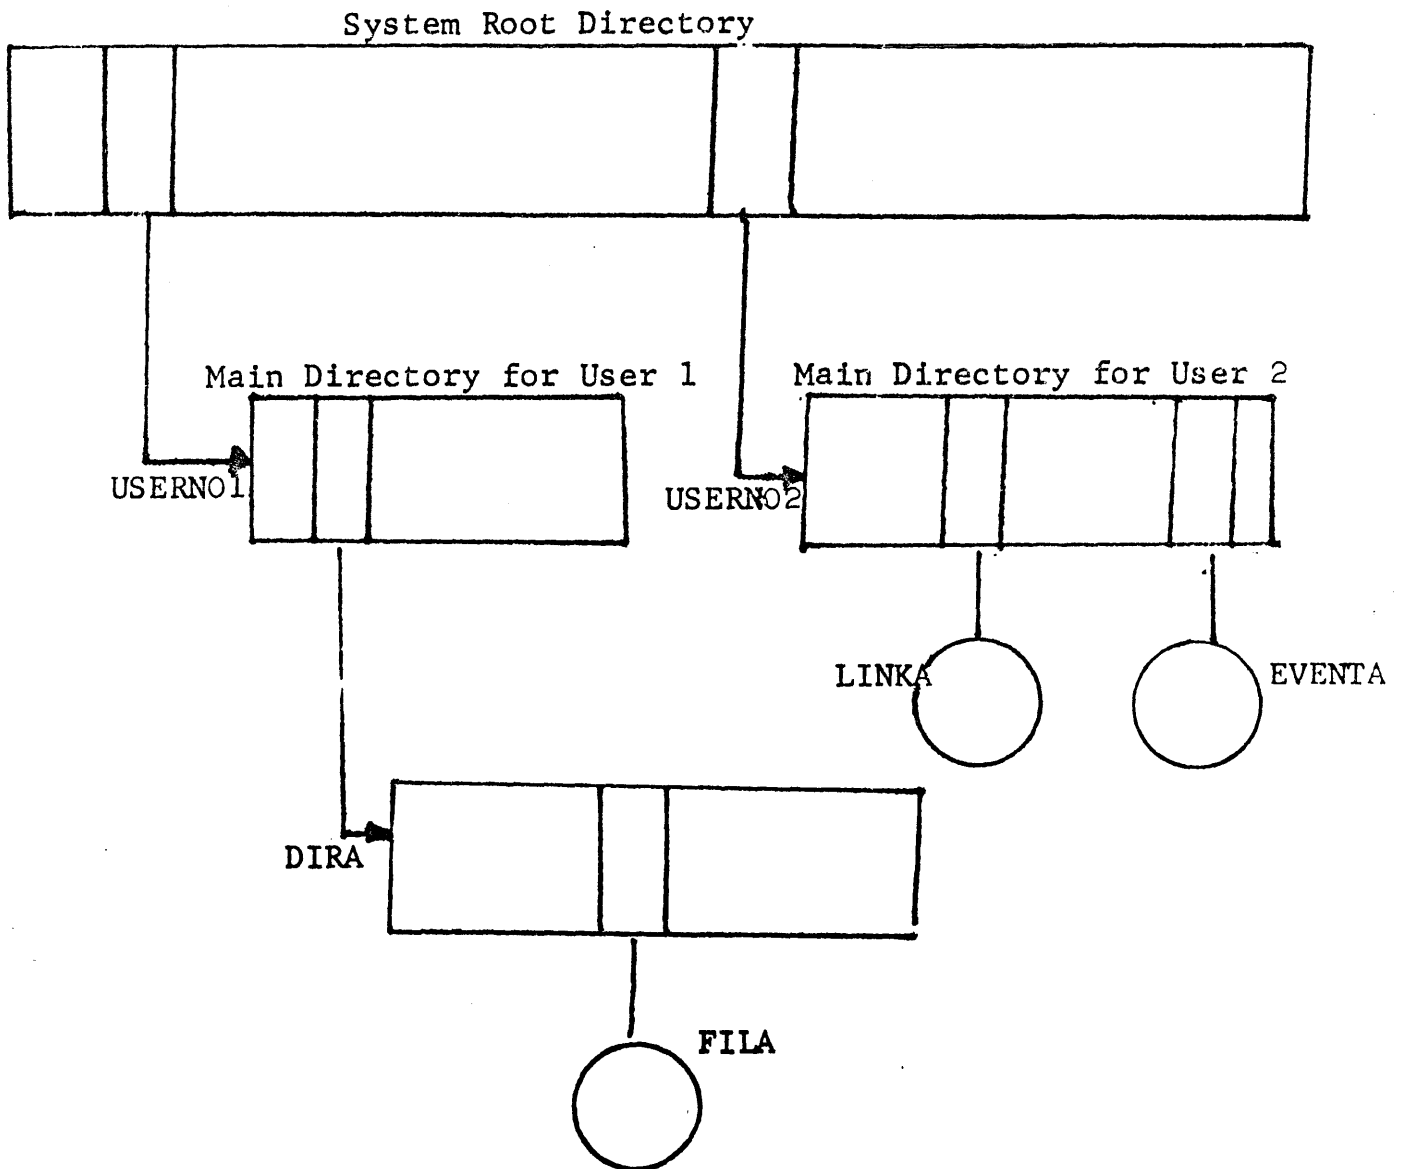 System Root Directory
Main Directory for User 1
Main Directory for User 2
USERNO1
USERNO2
LINKA
EVENTA
DIRA
FILA